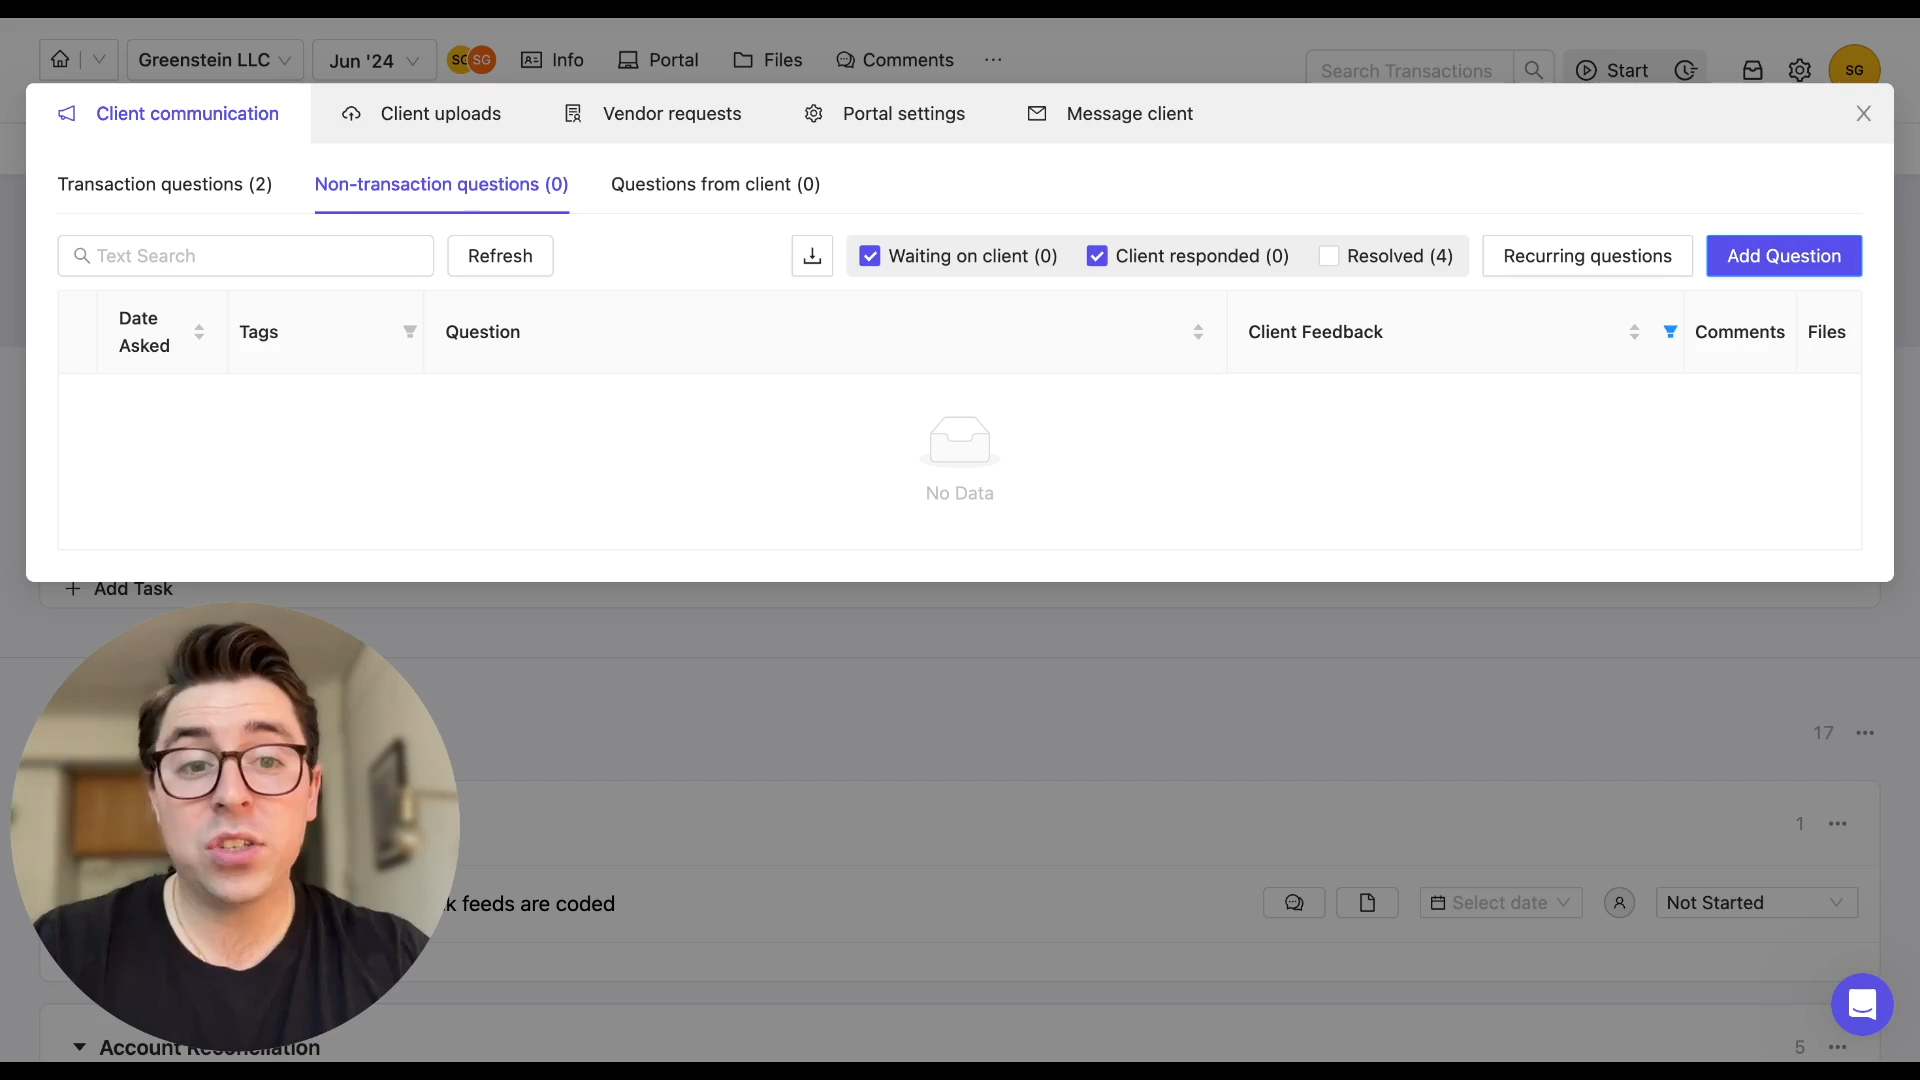 Greenstein LLC
Jun '24
SG
SG
Info
Portal
Files
Comments
Search Transactions
Start
SG
Client communication
Client uploads
Vendor requests
Portal settings
Message client
Transaction questions (2)
Non-transaction questions (0)
Questions from client (0)
Text Search
Refresh
Waiting on client (0)
Client responded (0)
Resolved (4)
Recurring questions
Add Question
Date Asked
Tags
Question
Client Feedback
Comments
Files
No Data
Add Task
17
1
k feeds are coded
Select date
Not Started
Account Reconciliation
5